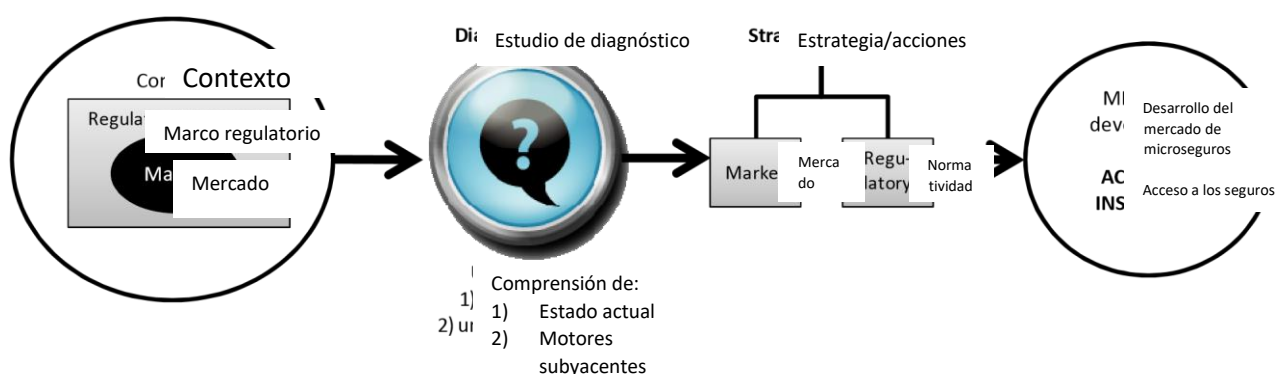 Estudio de diagnóstico
Estrategia/acciones
Contexto
Marco regulatorio
Mercado
?
Merca
do
Regu-
latory
Norma
tividad
Desarrollo del
mercado de
microseguros
Acceso a los seguros
Comprensión de:
1) Estado actual
2) Motores
subyacentes